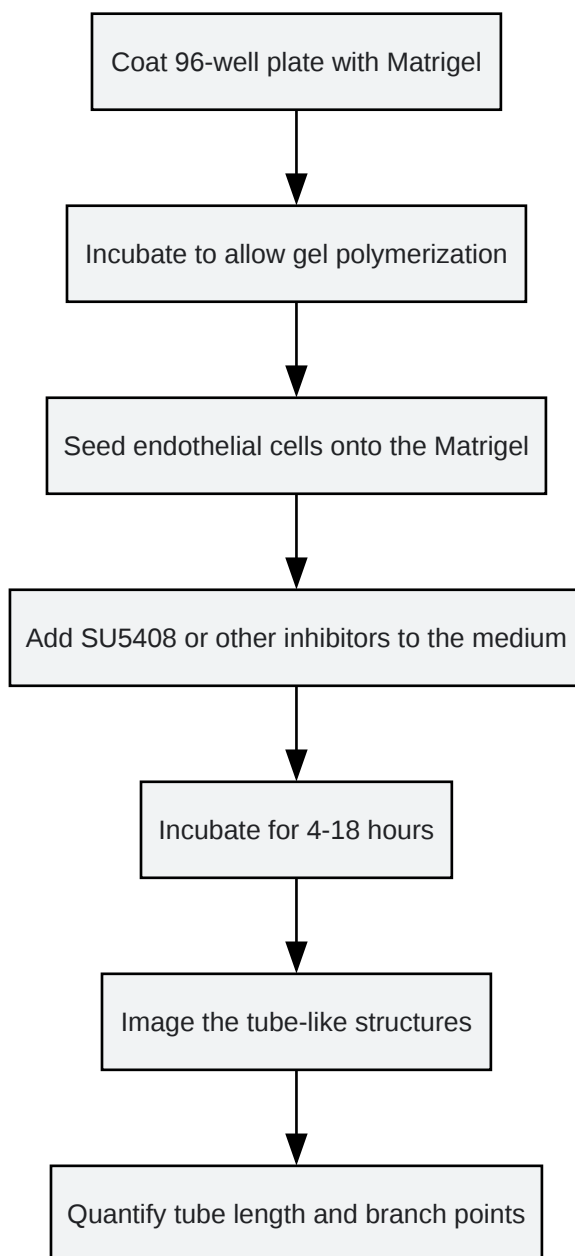 Coat 96-well plate with Matrigel
Incubate to allow gel polymerization
Seed endothelial cells onto the Matrigel
Add SU5408 or other inhibitors to the medium
Incubate for 4-18 hours
Image the tube-like structures
Quantify tube length and branch points